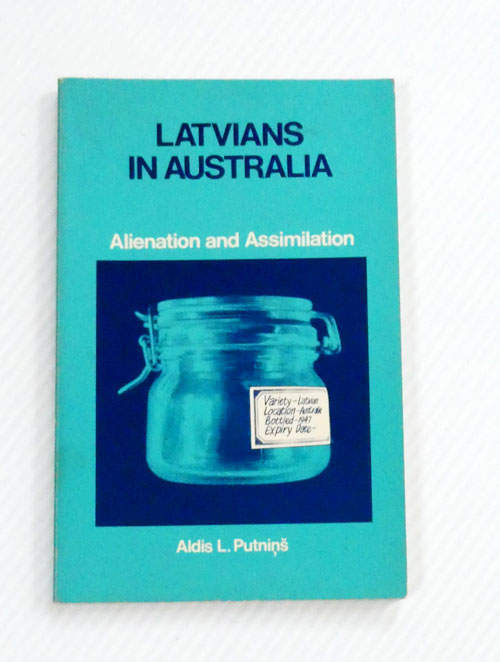 LATVIANS
IN AUSTRALIA
Alienation and Assimilation
Variety - Latvian
Location - Australia
Bottled - 1947
Expiry Date -
Aldis L. Putniņš